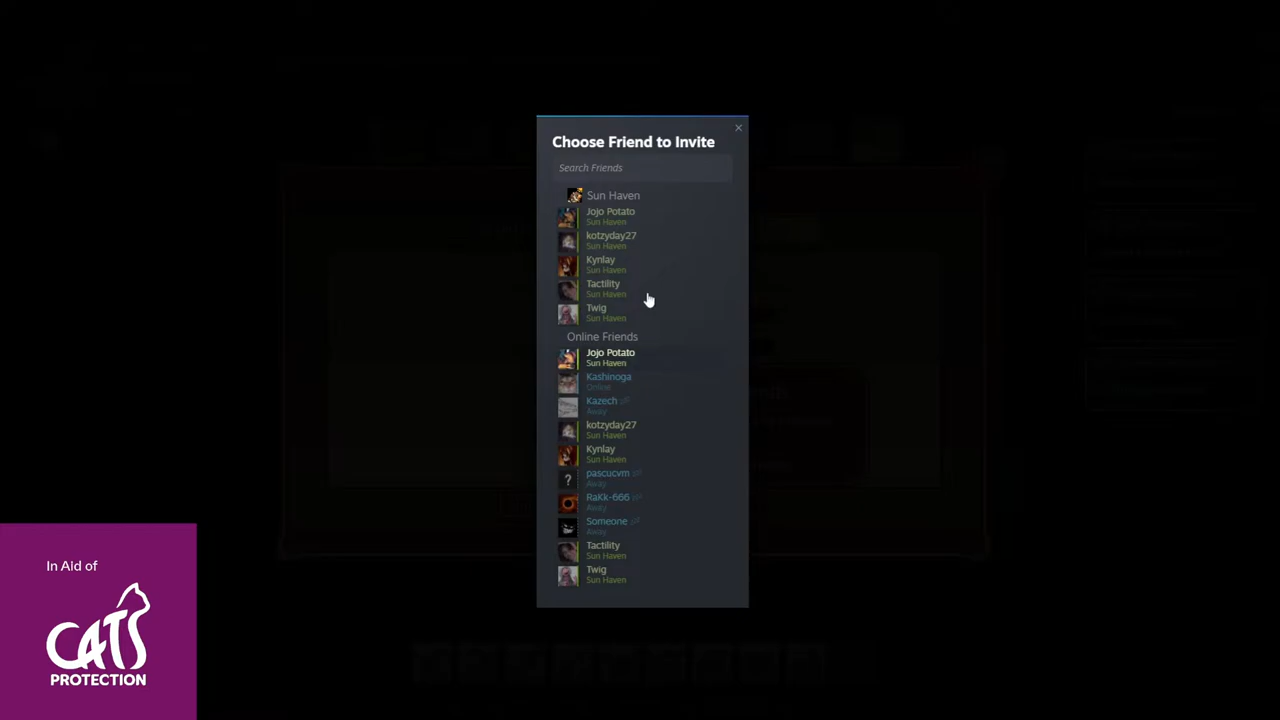 Choose Friend to Invite
Search Friends
Sun Haven
Jojo Potato
Sun Haven
kotzyday27
Sun Haven
Kynlay
Sun Haven
Tactility
Sun Haven
Twig
Sun Haven
Online Friends
Jojo Potato
Sun Haven
Kashinoga
Online
Kazech
Away
kotzyday27
Sun Haven
Kynlay
Sun Haven
pascucvm
Away
RaKk-666
Away
Someone
Away
Tactility
Sun Haven
Twig
Sun Haven
In Aid of
CATS
PROTECTION